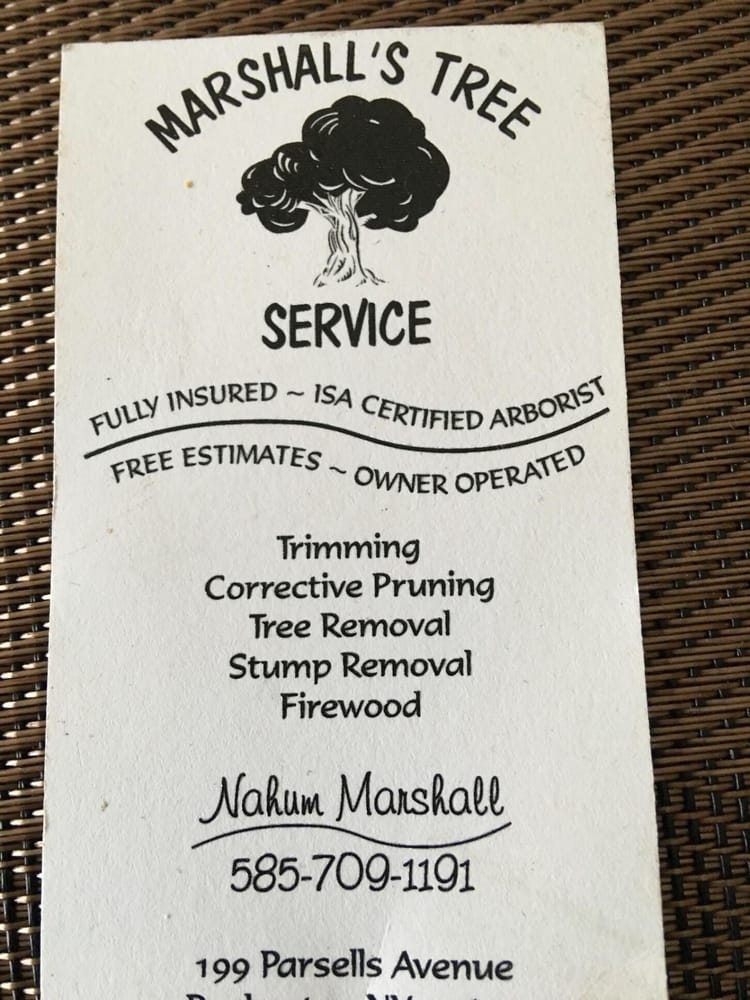 MARSHALL'S TREE
SERVICE
FULLY INSURED ~ ISA CERTIFIED ARBORIST
FREE ESTIMATES ~ OWNER OPERATED
Trimming
Corrective Pruning
Tree Removal
Stump Removal
Firewood
Nahum Marshall
585-709-1191
199 Parsells Avenue